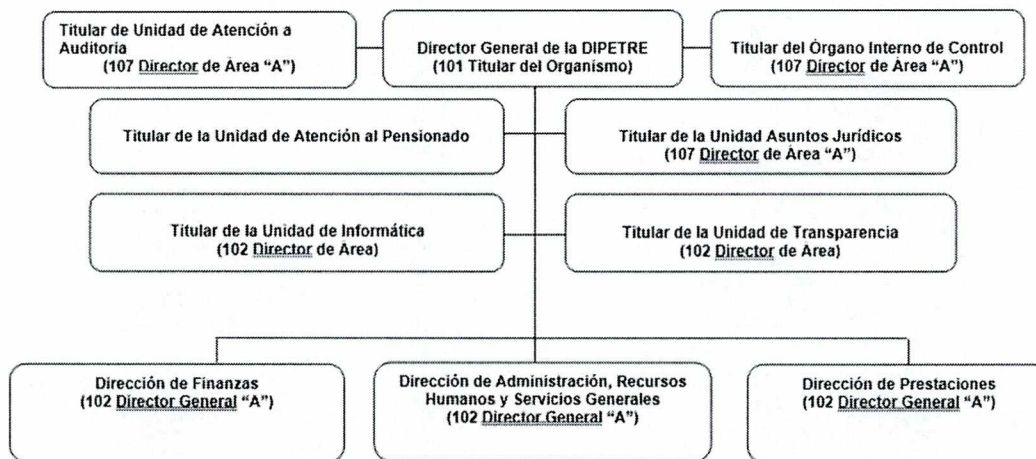 Titular de Unidad de Atención a
Auditoria
(107 Director de Área "A")
Director General de la DIPETRE
(101 Titular del Organísmo)
Titular del Órgano Interno de Control
(107 Director de Área "A")
Titular de la Unidad de Atención al Pensionado
Titular de la Unidad Asuntos Jurídicos
(107 Director de Área "A")
Titular de la Unidad de Informática
(102 Director de Área)
Titular de la Unidad de Transparencia
(102 Director de Área)
Dirección de Finanzas
(102 Director General "A")
Dirección de Administración, Recursos
Humanos y Servicios Generales
(102 Director General "A")
Dirección de Prestaciones
(102 Director General "A")